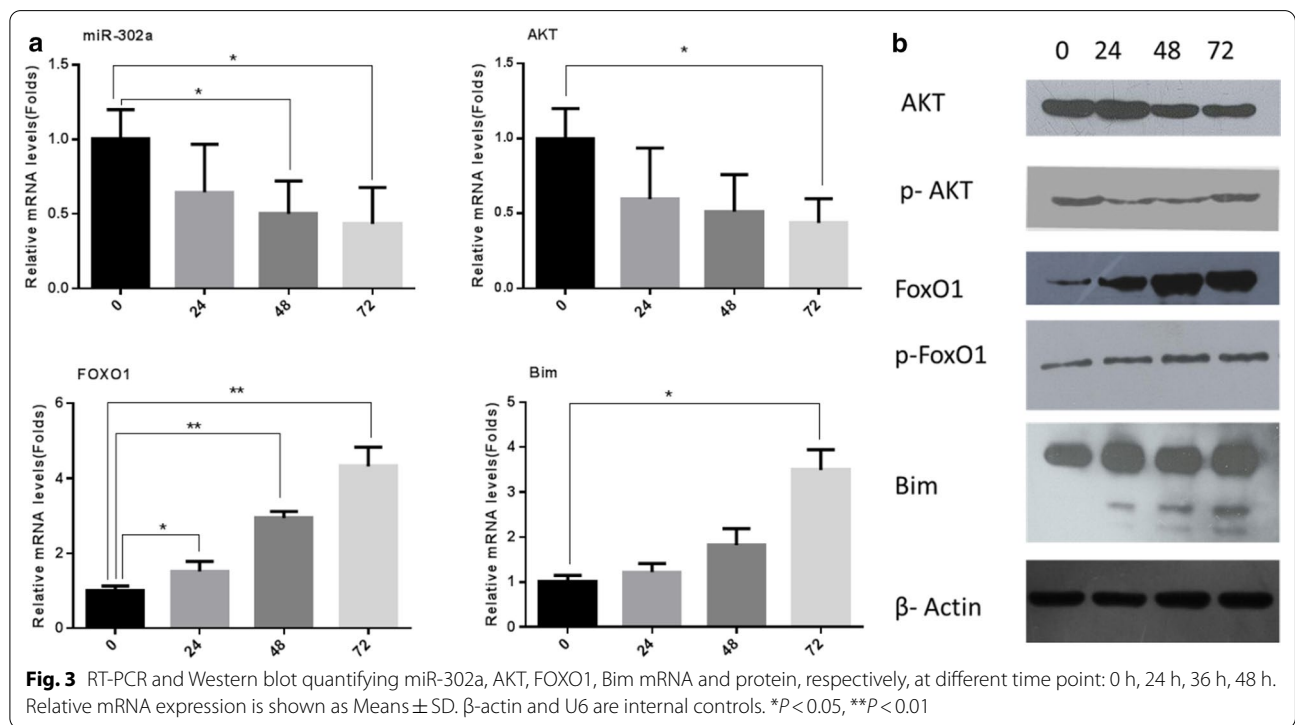 a
miR-302a
Relative mRNA levels(Folds)
1.5
1.0
0.5
0.0
*
*
0
24
48
72
AKT
Relative mRNA levels(Folds)
1.5
1.0
0.5
0.0
*
0
24
48
72
FOXO1
Relative mRNA levels(Folds)
6
4
2
0
**
**
*
0
24
48
72
Bim
Relative mRNA levels(Folds)
5
4
3
2
1
0
*
0
24
48
72
b
0 24 48 72
AKT
p- AKT
FoxO1
p-FoxO1
Bim
β- Actin
Fig. 3 RT-PCR and Western blot quantifying miR-302a, AKT, FOXO1, Bim mRNA and protein, respectively, at different time point: 0 h, 24 h, 36 h, 48 h.
Relative mRNA expression is shown as Means ± SD. β-actin and U6 are internal controls. *P < 0.05, **P < 0.01